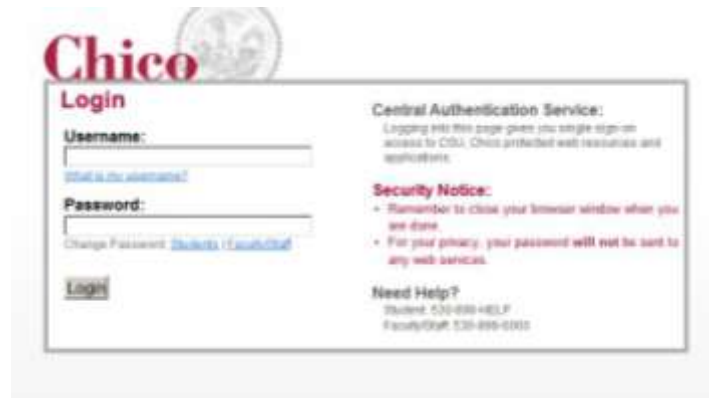 Chico
Login
Username:
What is my username?
Password:
Change Password: Students | Faculty/Staff
Login
Central Authentication Service:
Logging into this page gives you single sign-on
access to CSU, Chico protected web resources and
applications.
Security Notice:
• Remember to close your browser window when you
are done.
• For your privacy, your password will not be sent to
any web services.
Need Help?
Student: 530-898-HELP
Faculty/Staff: 530-898-6000